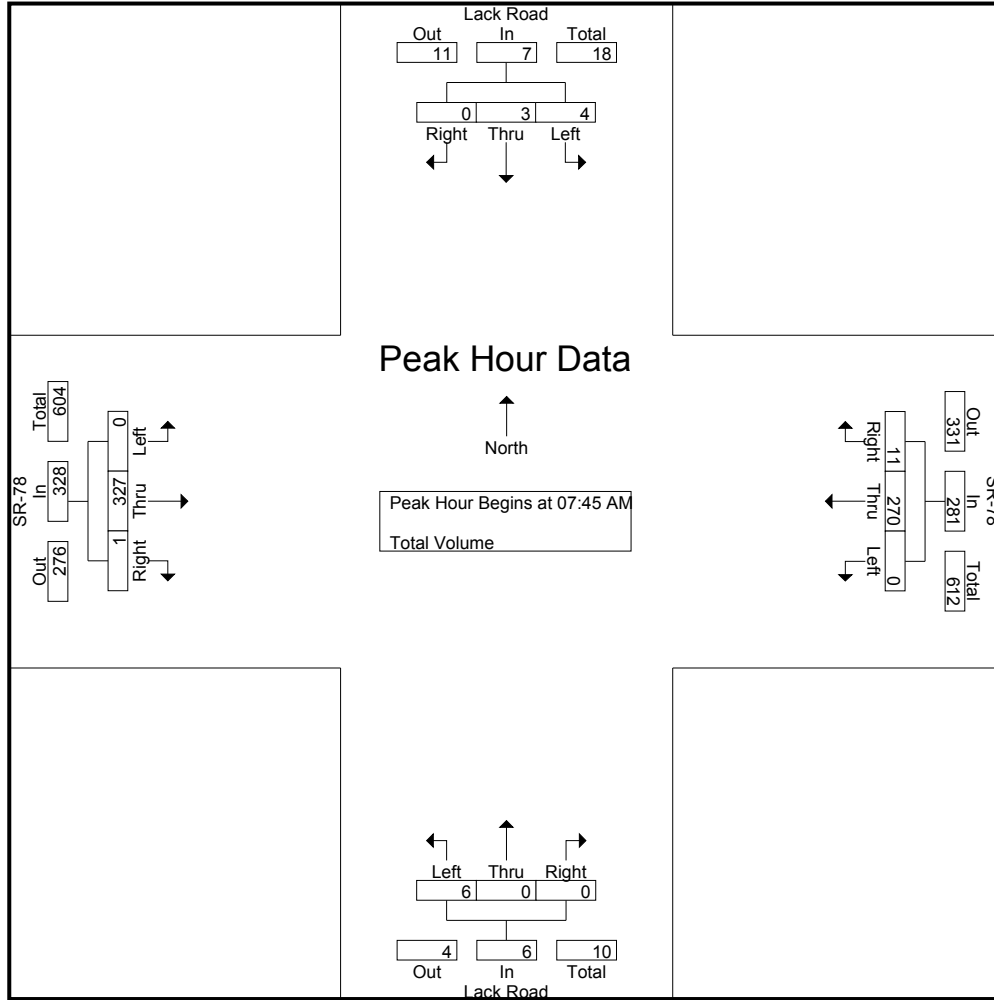 Lack Road
Out In Total
11 7 18
0 3 4
Right Thru Left
Peak Hour Data
North
Peak Hour Begins at 07:45 AM
Total Volume
SR-78
Total In Out
604 328 276
0 327 1
Left Thru Right
Right Thru Left
11 270 0
Out In Total
331 281 612
SR-78
Left Thru Right
6 0 0
4 6 10
Out In Total
Lack Road